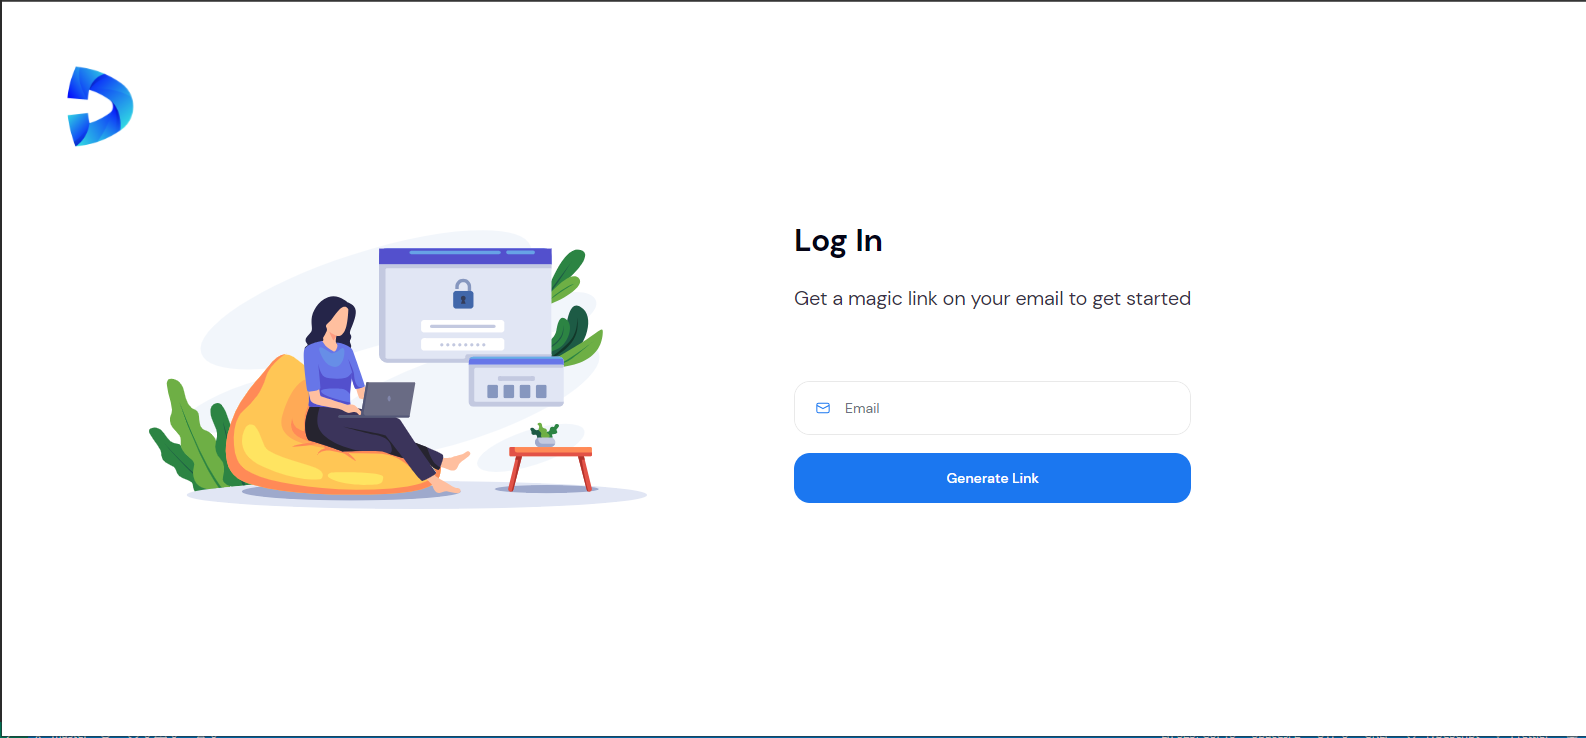 Log In
Get a magic link on your email to get started
Email
Generate Link